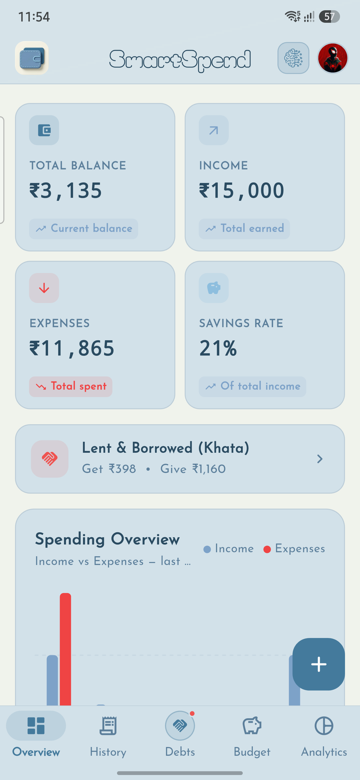 11:54
57
SmartSpend
TOTAL BALANCE
₹3,135
Current balance
INCOME
₹15,000
Total earned
EXPENSES
₹11,865
Total spent
SAVINGS RATE
21%
Of total income
Lent & Borrowed (Khata)
Get ₹398 • Give ₹1,160
Spending Overview
Income vs Expenses — last ...
Income
Expenses
Overview
History
Debts
Budget
Analytics